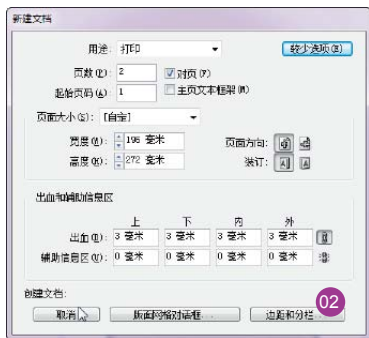 新建文档
用途: 打印 较少选项(E)
页数(P): 2 对页(F)
起始页码(A): 1 主页文本框架(M)
页面大小(S): [自定]
宽度(W): 196 毫米 页面方向:
高度(H): 272 毫米 装订:
出血和辅助信息区
上 下 内 外
出血(D): 3 毫米 3 毫米 3 毫米 3 毫米
辅助信息区(U): 0 毫米 0 毫米 0 毫米 0 毫米
创建文档:
02
取消 版面网格对话框... 边距和分栏...